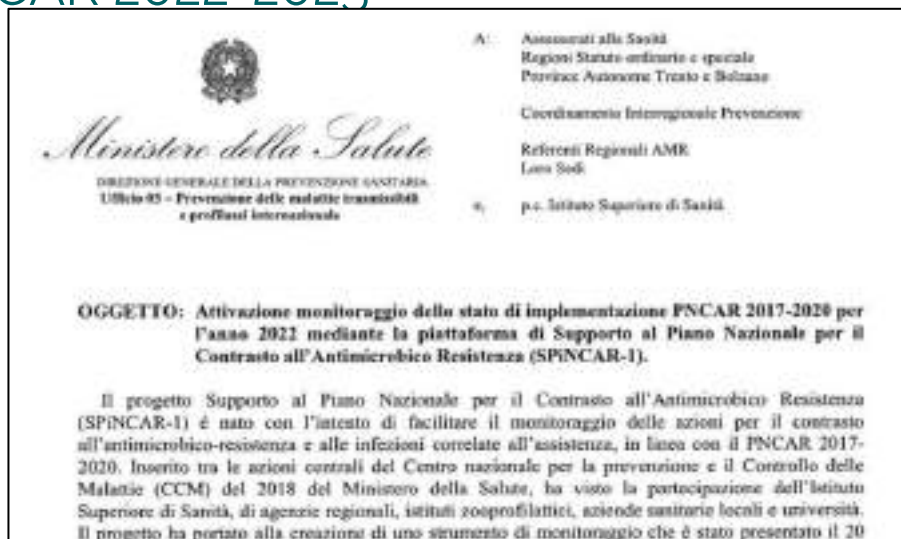 CAR 2022-2025
A: Assessorati alla Sanità
Regioni Statuto ordinario e speciale
Province Autonome Trento e Bolzano
Coordinamento Interregionale Prevenzione
Referenti Regionali AMR
Loro Sedi
e, p.c. Istituto Superiore di Sanità
Ministero della Salute
DIREZIONE GENERALE DELLA PREVENZIONE SANITARIA
Ufficio 05 – Prevenzione delle malattie trasmissibili
e profilassi internazionale
OGGETTO: Attivazione monitoraggio dello stato di implementazione PNCAR 2017-2020 per
l'anno 2022 mediante la piattaforma di Supporto al Piano Nazionale per il
Contrasto all'Antimicrobico Resistenza (SPiNCAR-1).
Il progetto Supporto al Piano Nazionale per il Contrasto all'Antimicrobico Resistenza
(SPiNCAR-1) é nato con l'intento di facilitare il monitoraggio delle azioni per il contrasto
all'antimicrobico-resistenza e alle infezioni correlate all'assistenza, in linea con il PNCAR 2017-
2020. Inserito tra le azioni centrali del Centro nazionale per la prevenzione e il Controllo delle
Malattie (CCM) del 2018 del Ministero della Salute, ha visto la partecipazione dell'Istituto
Superiore di Sanità, di agenzie regionali, istituti zooprofilattici, aziende sanitarie locali e università.
Il progetto ha portato alla creazione di uno strumento di monitoraggio che è stato presentato il 20